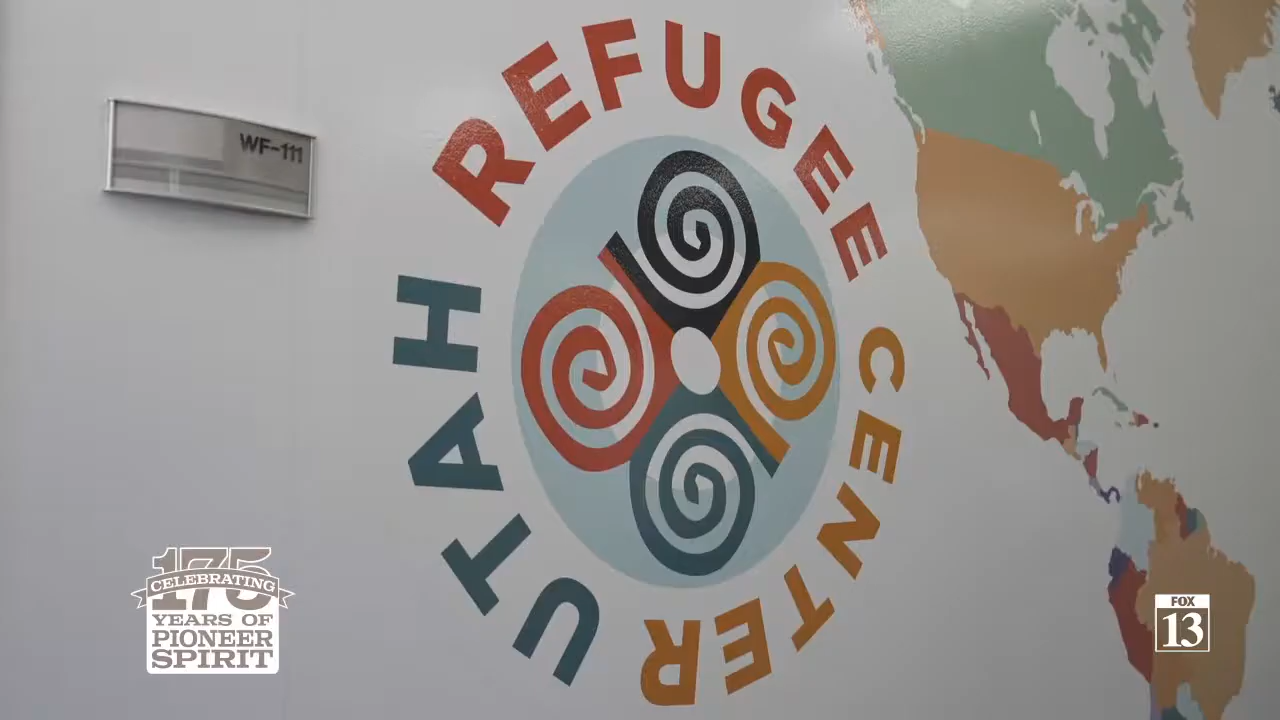 WF-111
UTAH REFUGEE CENTER
175
CELEBRATING
YEARS OF
PIONEER
SPIRIT
FOX
13